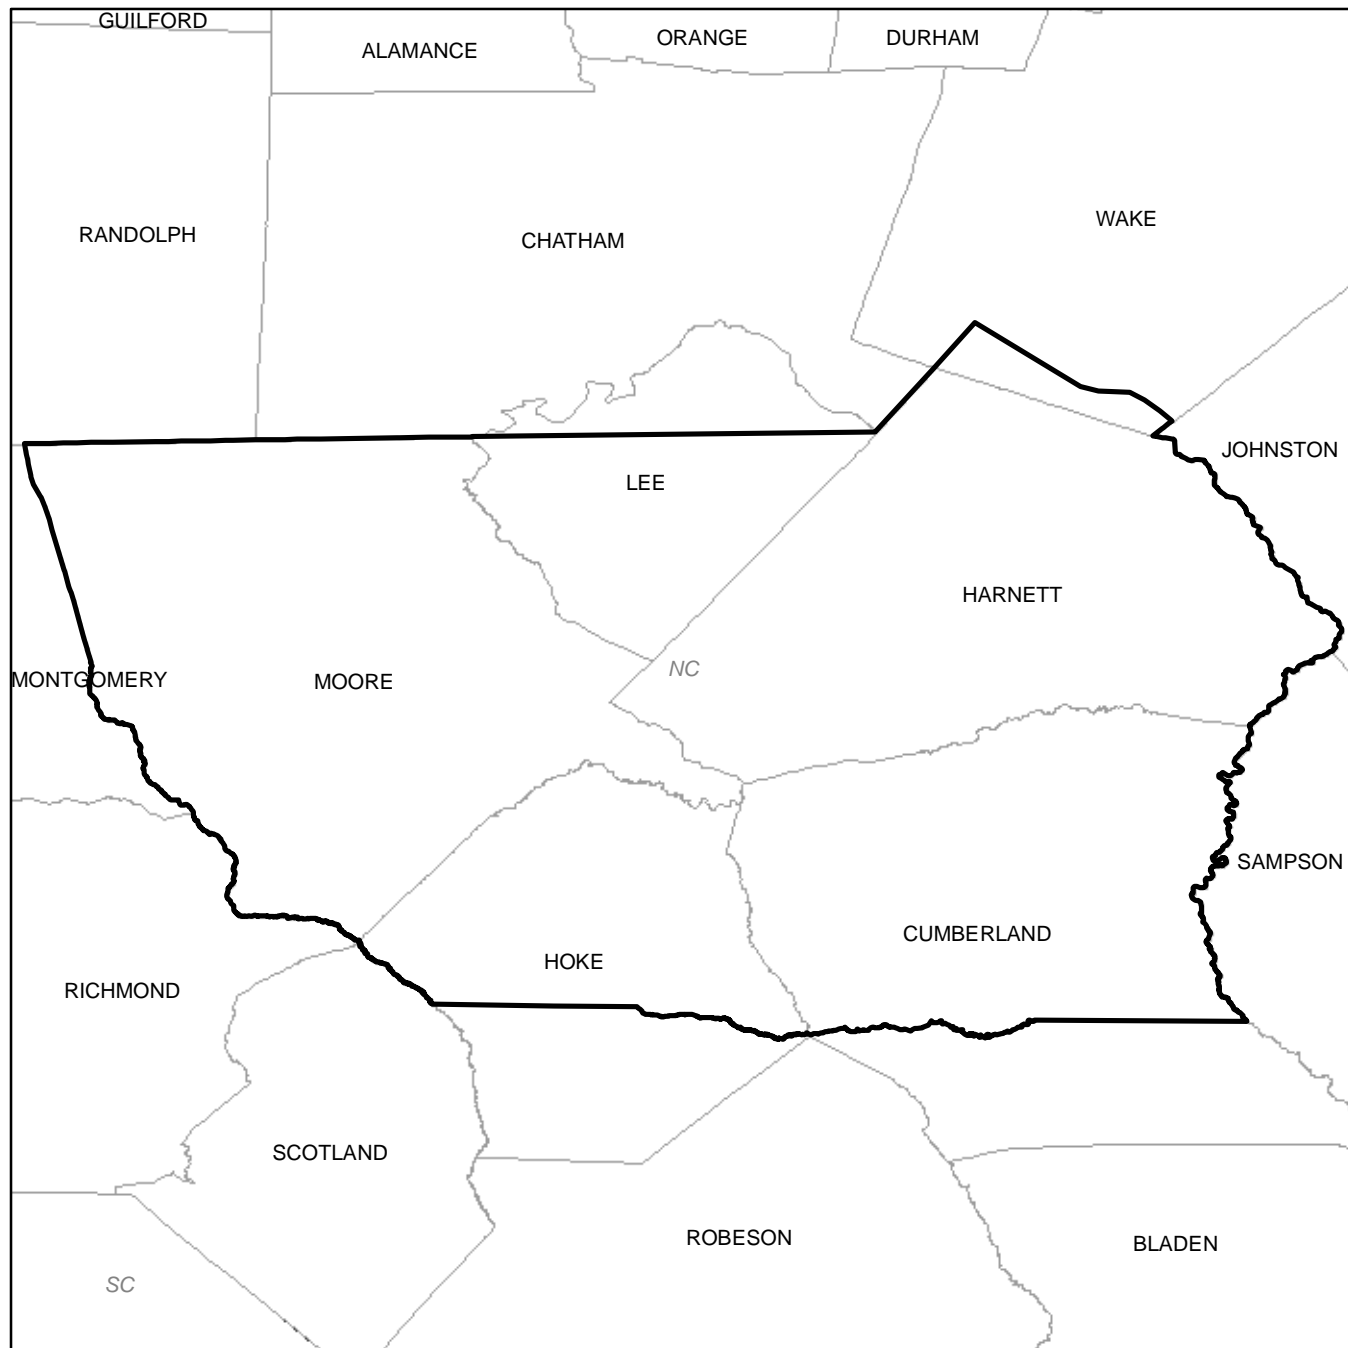 GUILFORD
ALAMANCE
ORANGE
DURHAM
RANDOLPH
CHATHAM
WAKE
JOHNSTON
LEE
HARNETT
NC
MONTGOMERY
MOORE
SAMPSON
CUMBERLAND
HOKE
RICHMOND
SCOTLAND
ROBESON
BLADEN
SC